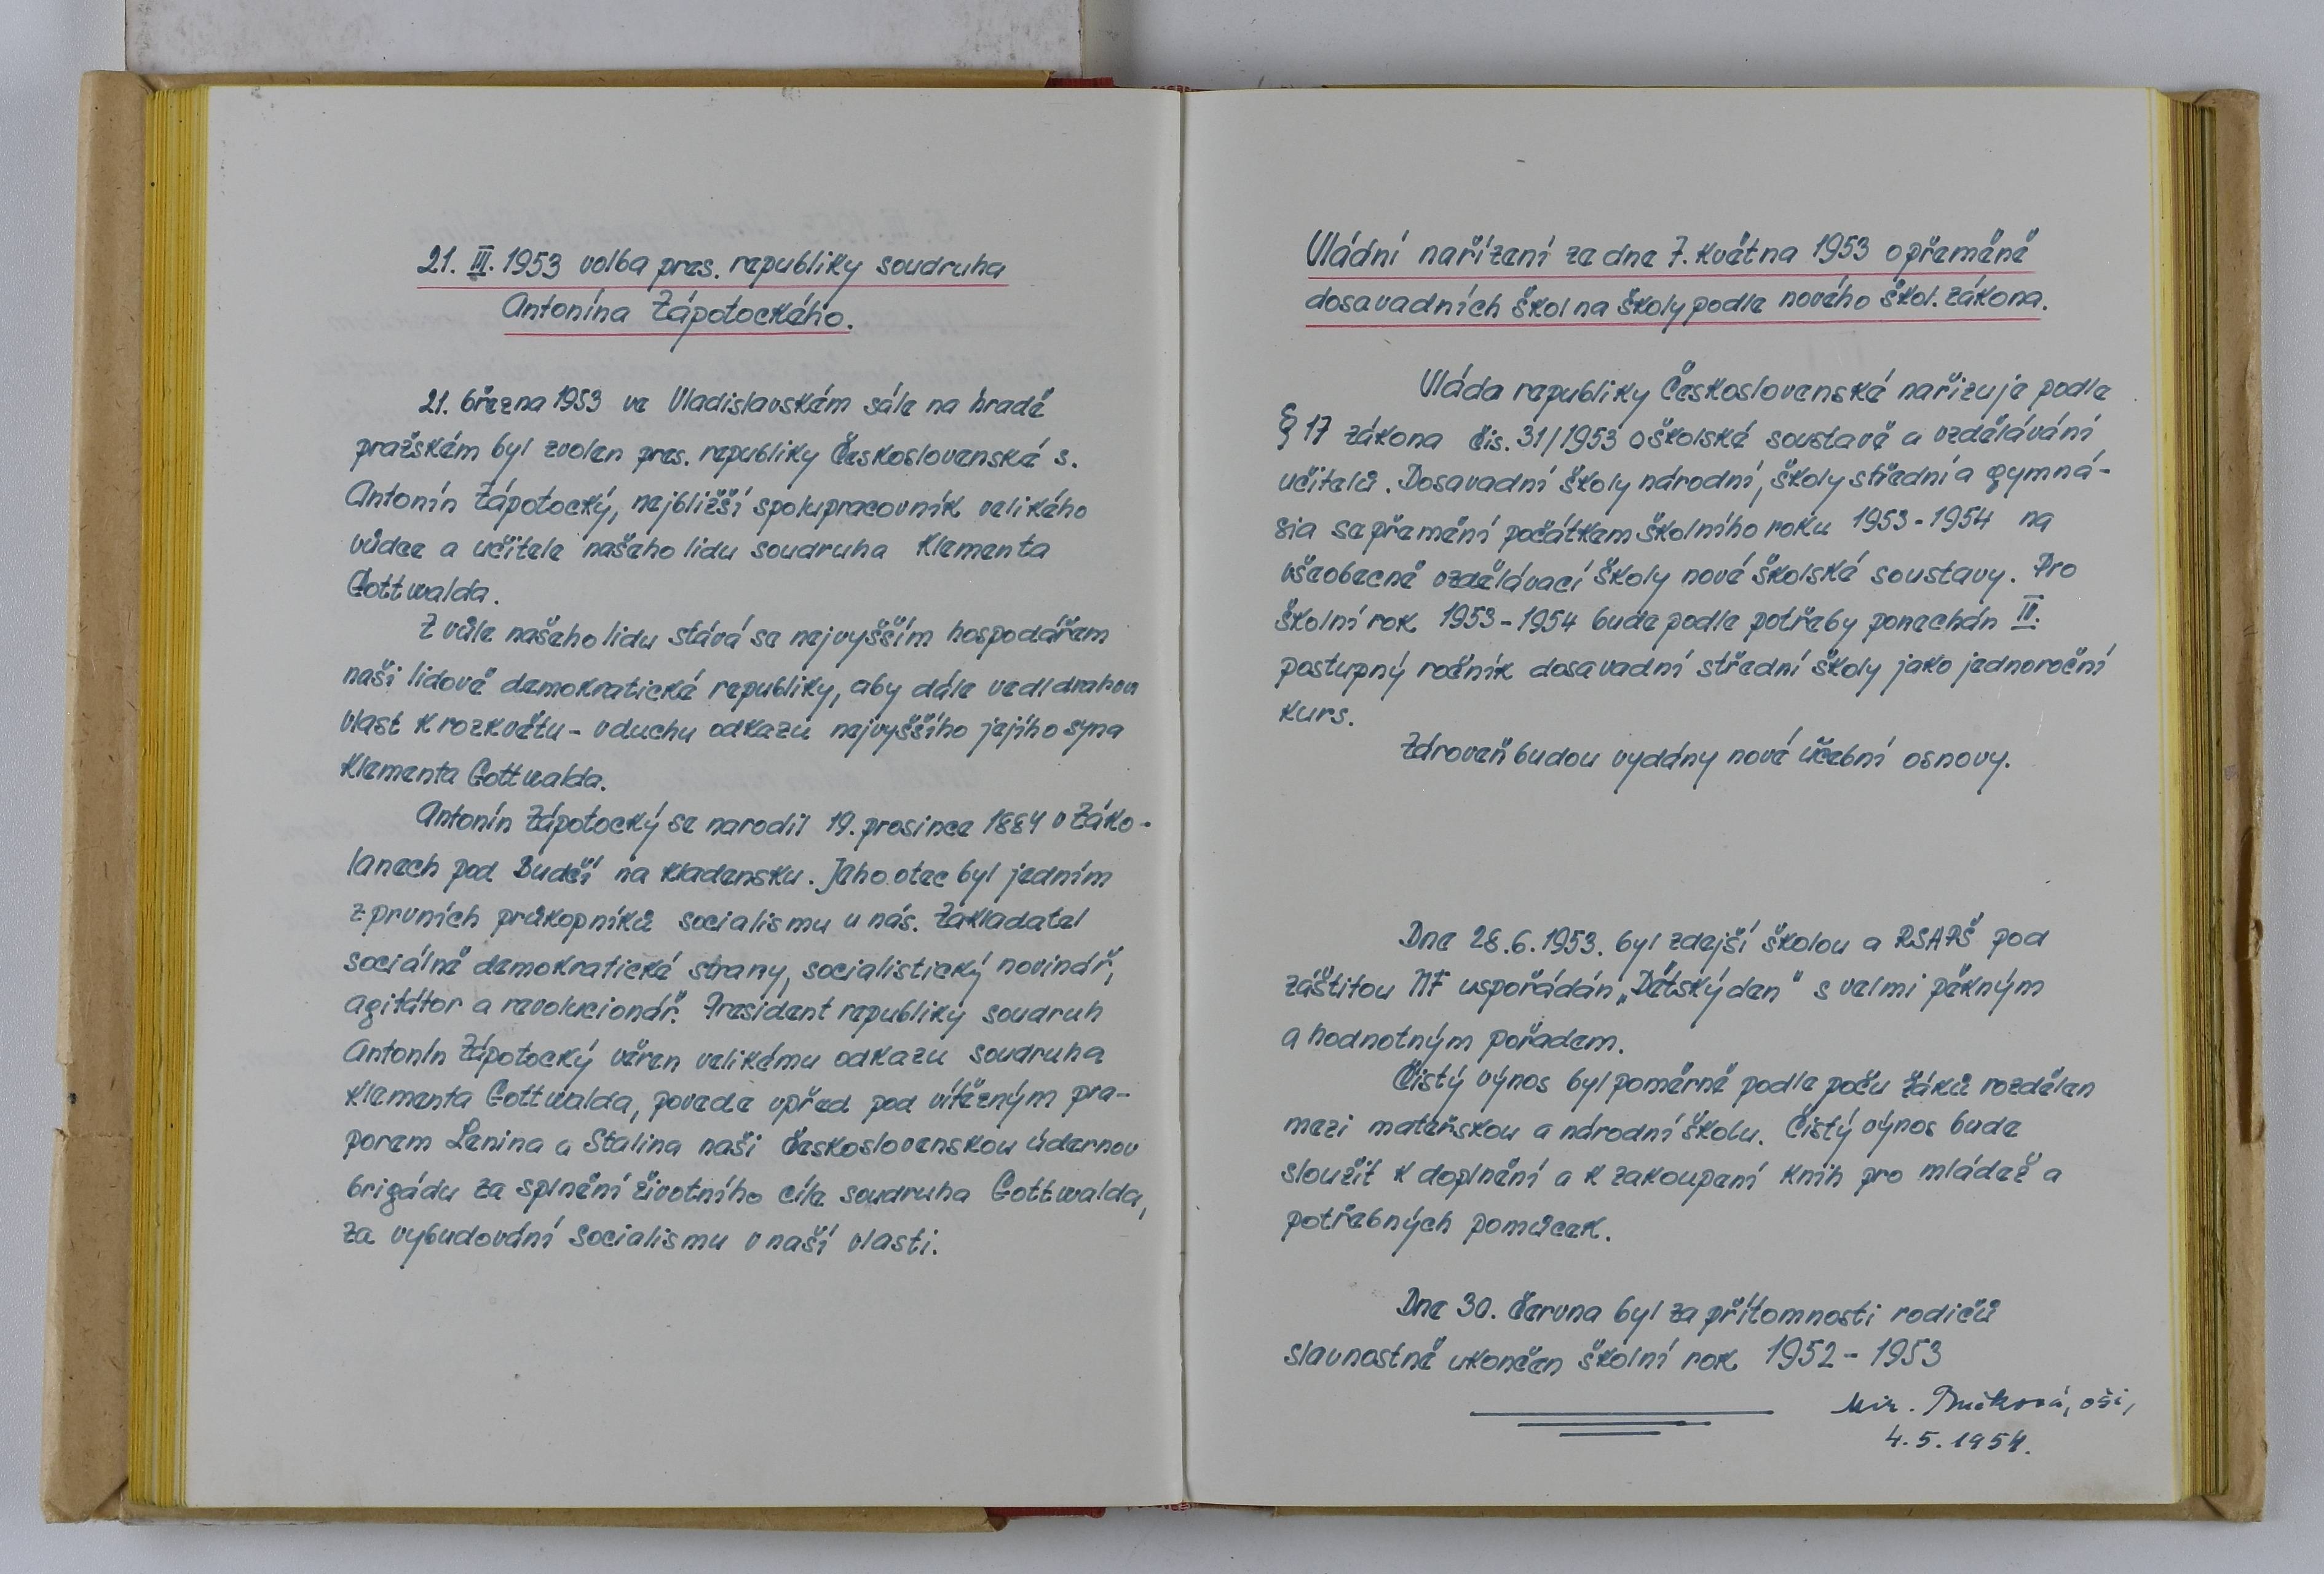 21. III. 1953 volba pres. republiky soudruha
Antonína Zápotockého.
21. března 1953 ve Vladislavském sále na hradě
pražském byl zvolen pres. republiky Československé s.
Antonín Zápotocký, nejbližší spolupracovník velikého
vůdce a učitele našeho lidu soudruha Klementa
Gottwalda.
Z vůle našeho lidu stává se nejvyšším hospodářem
naši lidově demokratické republiky, aby dále vedl drahou
vlast k rozkvětu - v duchu odkazu nejvyššího jejího syna
Klementa Gottwalda.
Antonín Zápotocký se narodil 19. prosince 1884 v Záko-
lanech pod Budčí na Kladensku. Jeho otec byl jedním
z prvních průkopníků socialismu u nás. Zakladatel
sociálně demokratické strany, socialistický novinář,
agitátor a revolucionář. President republiky soudruh
Antonín Zápotocký věren velikému odkazu soudruha
Klementa Gottwalda, povede vpřed pod vítězným pra-
porem Lenina a Stalina naši československou údernou
brigádu za splnění životního cíle soudruha Gottwalda,
za vybudování socialismu v naší vlasti.
Vládní nařízení ze dne 7. května 1953 o přeměně
dosavadních škol na školy podle nového škol. zákona.
Vláda republiky Československé nařizuje podle
§ 17 zákona čis. 31/1953 o školské soustavě a vzdělávání
učitelů. Dosavadní školy národní, školy střední a gymná-
sia se přemění počátkem školního roku 1953-1954 na
všeobecně vzdělávací školy nové školské soustavy. Pro
školní rok 1953-1954 bude podle potřeby ponechán II.
postupný ročník dosavadní střední školy jako jednoroční
kurs.
Zároveň budou vydány nové učební osnovy.
Dne 28.6.1953. byl zdejší školou a RSAPŠ pod
záštitou NF uspořádán „Dětský den" s velmi pěkným
a hodnotným pořadem.
Čistý výnos byl poměrně podle poču žáků rozdělen
mezi mateřskou a národní školu. Čistý výnos bude
sloužit k doplnění a k zakoupení knih pro mládež a
potřebných pomůcek.
Dne 30. června byl za přítomnosti rodičů
slavnostně ukončen školní rok 1952 - 1953
4.5.1954.